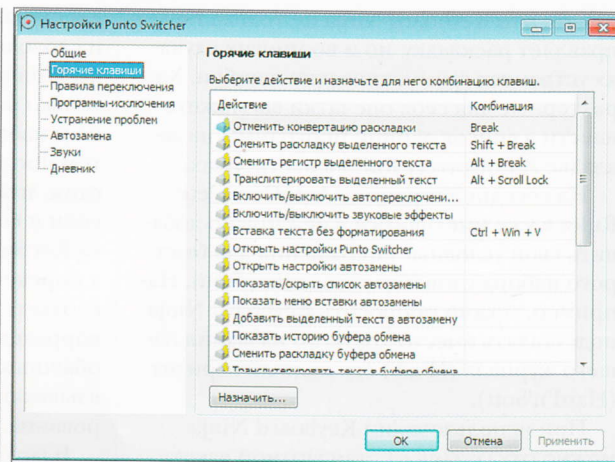 Настройки Punto Switcher
Общие
Горячие клавиши
Правила переключения
Программы-исключения
Устранение проблем
Автозамена
Звуки
Дневник
Горячие клавиши
Выберите действие и назначьте для него комбинацию клавиш.
Действие Комбинация
Отменить конвертацию раскладки Break
Сменить раскладку выделенного текста Shift + Break
Сменить регистр выделенного текста Alt + Break
Транслитерировать выделенный текст Alt + Scroll Lock
Включить/выключить автопереключени...
Включить/выключить звуковые эффекты
Вставка текста без форматирования Ctrl + Win + V
Открыть настройки Punto Switcher
Открыть настройки автозамены
Показать/скрыть список автозамены
Показать меню вставки автозамены
Добавить выделенный текст в автозамену
Показать историю буфера обмена
Сменить раскладку буфера обмена
Транслитерировать текст в буфере обмена
Назначить...
OK Отмена Применить